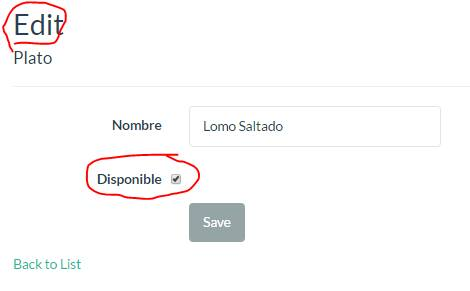 Edit
Plato
Nombre Lomo Saltado
Disponible
Save
Back to List